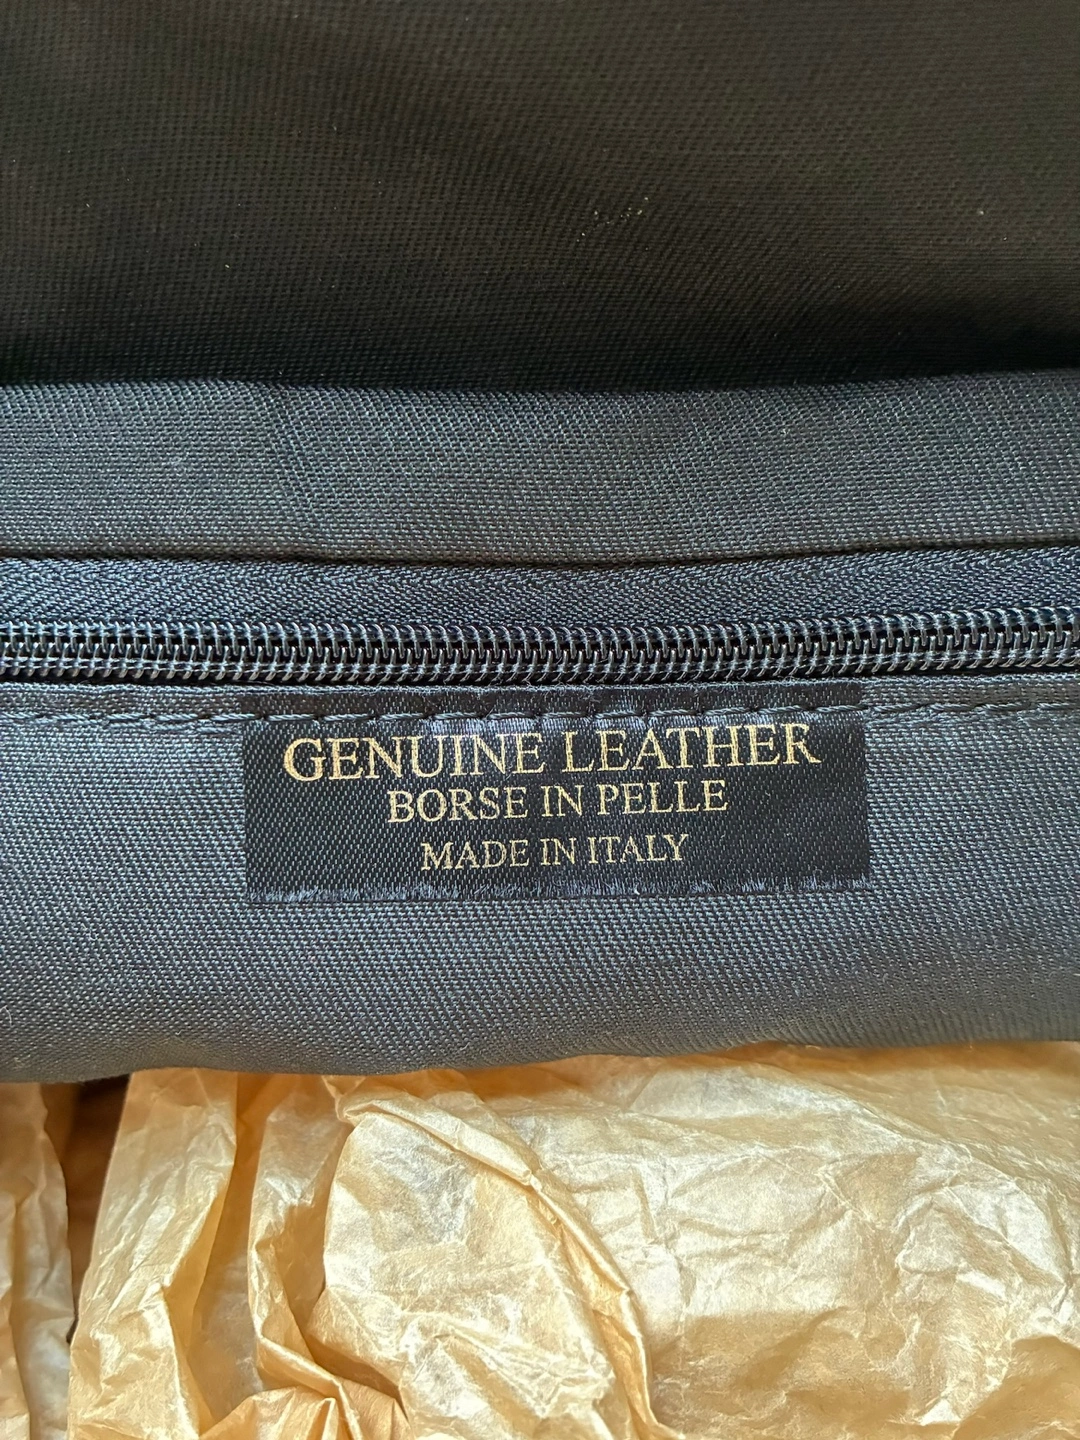 GENUINE LEATHER
BORSE IN PELLE
MADE IN ITALY